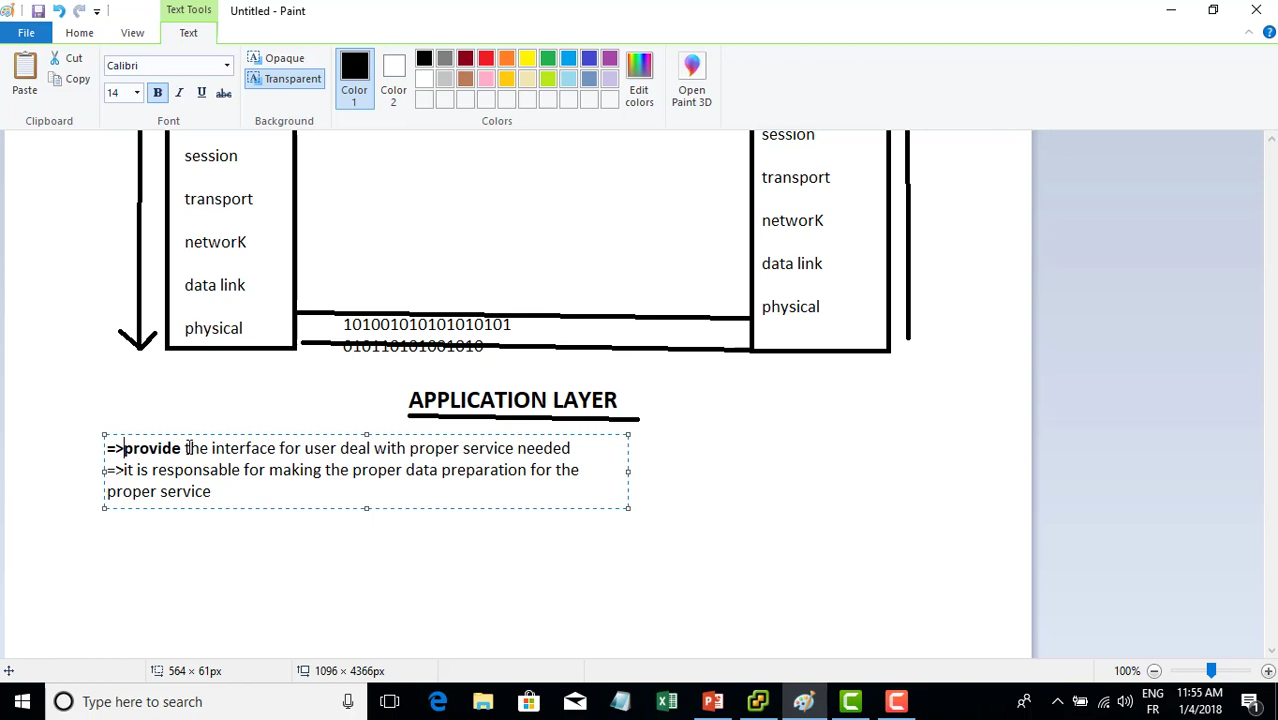 Text Tools
Untitled - Paint
File
Home
View
Text
Paste
Cut
Copy
Clipboard
Calibri
14
B I U abc
Font
Opaque
Transparent
Background
Color 1
Color 2
Colors
Edit colors
Open Paint 3D
session
transport
networK
data link
physical
session
transport
networK
data link
physical
101001010101010101
010110101001010
APPLICATION LAYER
=>provide the interface for user deal with proper service needed
=>it is responsable for making the proper data preparation for the
proper service
564 × 61px
1096 × 4366px
100%
Type here to search
ENG
FR
11:55 AM
1/4/2018
1